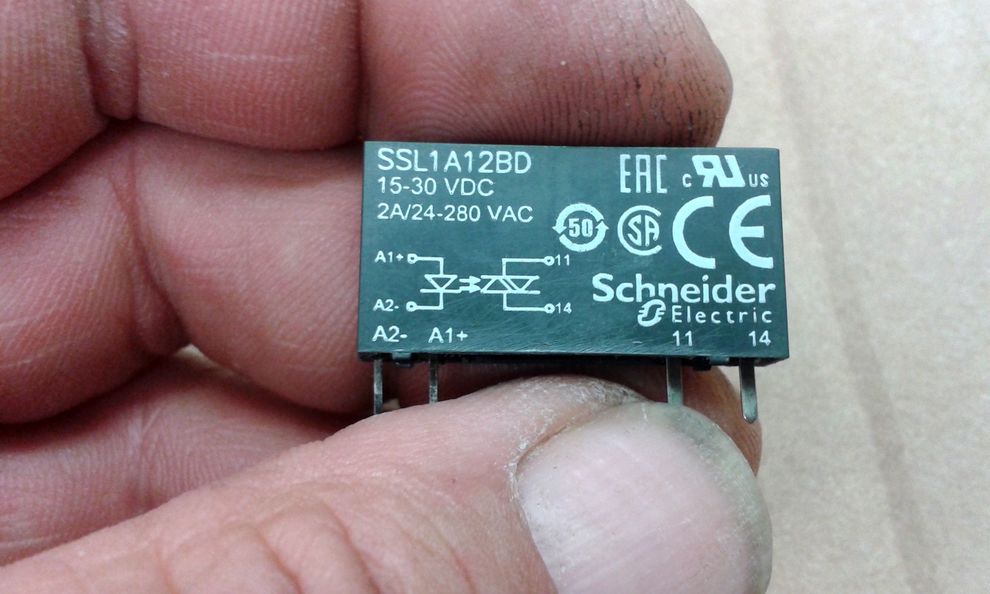 SSL1A12BD
15-30 VDC
2A/24-280 VAC
EAC
c RU US
50
SA
CE
A1+
11
A2-
14
Schneider
Electric
A2- A1+ 11 14